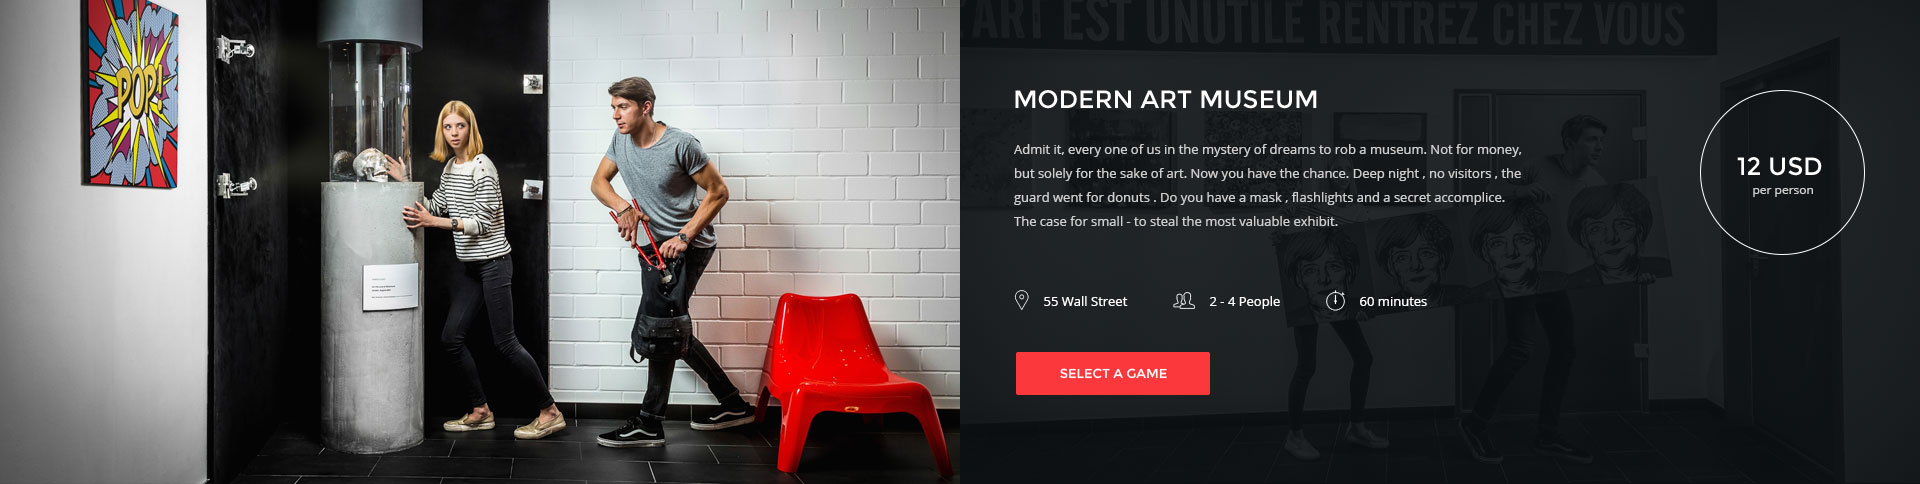 POP!
ART EST UNUTILE RENTREZ CHEZ VOUS
MODERN ART MUSEUM
Admit it, every one of us in the mystery of dreams to rob a museum. Not for money,
but solely for the sake of art. Now you have the chance. Deep night , no visitors , the
guard went for donuts . Do you have a mask , flashlights and a secret accomplice.
The case for small - to steal the most valuable exhibit.
12 USD
per person
55 Wall Street
2 - 4 People
60 minutes
SELECT A GAME